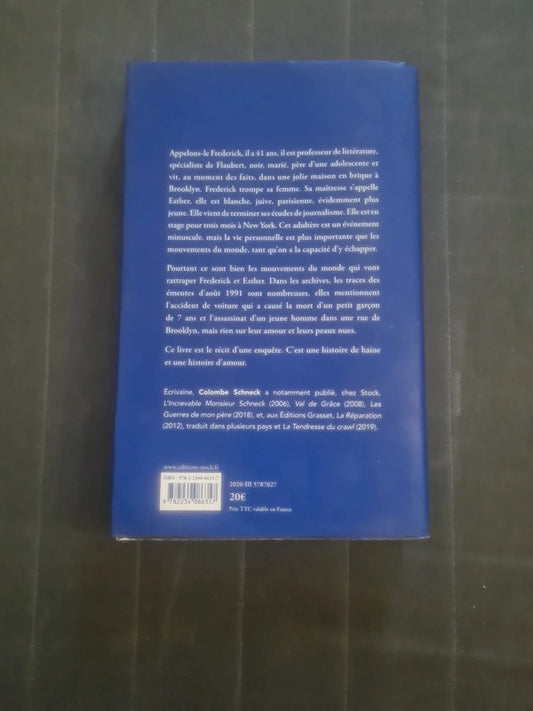 Appelons-le Frederick, il a 41 ans, il est professeur de littérature,
spécialiste de Flaubert, noir, marié, père d'une adolescente et
vit, au moment des faits, dans une jolie maison en brique à
Brooklyn. Frederick trompe sa femme. Sa maîtresse s'appelle
Esther, elle est blanche, juive, parisienne, évidemment plus
jeune. Elle vient de terminer ses études de journalisme. Elle est en
stage pour trois mois à New York. Cet adultère est un événement
minuscule, mais la vie personnelle est plus importante que les
mouvements du monde, tant qu'on a la capacité d'y échapper.
Pourtant ce sont bien les mouvements du monde qui vont
rattraper Frederick et Esther. Dans les archives, les traces des
émeutes d'août 1991 sont nombreuses, elles mentionnent
l'accident de voiture qui a causé la mort d'un petit garçon
de 7 ans et l'assassinat d'un jeune homme dans une rue de
Brooklyn, mais rien sur leur amour et leurs peaux nues.
Ce livre est le récit d'une enquête. C'est une histoire de haine
et une histoire d'amour.
Écrivaine, Colombe Schneck a notamment publié, chez Stock,
L'Increvable Monsieur Schneck (2006), Val de Grâce (2008), Les
Guerres de mon père (2018), et, aux Éditions Grasset, La Réparation
(2012), traduit dans plusieurs pays et La Tendresse du crawl (2019).
www.editions-stock.fr
ISBN : 978-2-234-08635-7
9 782234 086357
2020-III 5787027
20€
Prix TTC valable en France